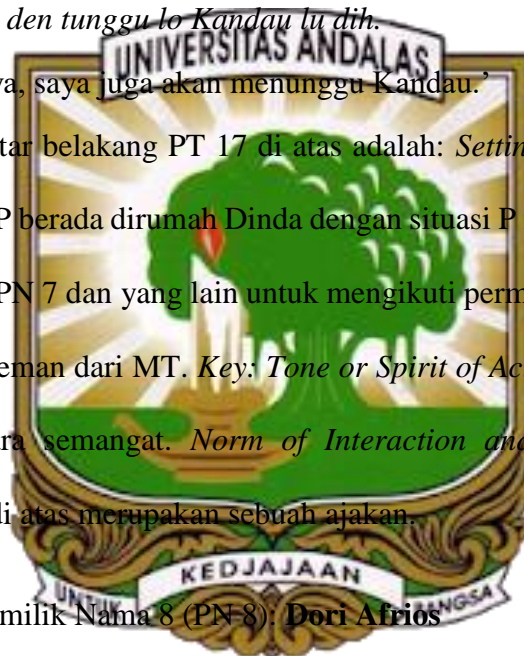 den tunggu lo Kandau lu dih.
UNIVERSITAS ANDALAS
a, saya juga akan menunggu Kandau.’
tar belakang PT 17 di atas adalah: Settin
P berada dirumah Dinda dengan situasi P
PN 7 dan yang lain untuk mengikuti perm
eman dari MT. Key: Tone or Spirit of Ac
ra semangat. Norm of Interaction an
di atas merupakan sebuah ajakan.
KEDJAJAAN
UNTUK BANGSA
milik Nama 8 (PN 8): Dori Afrios